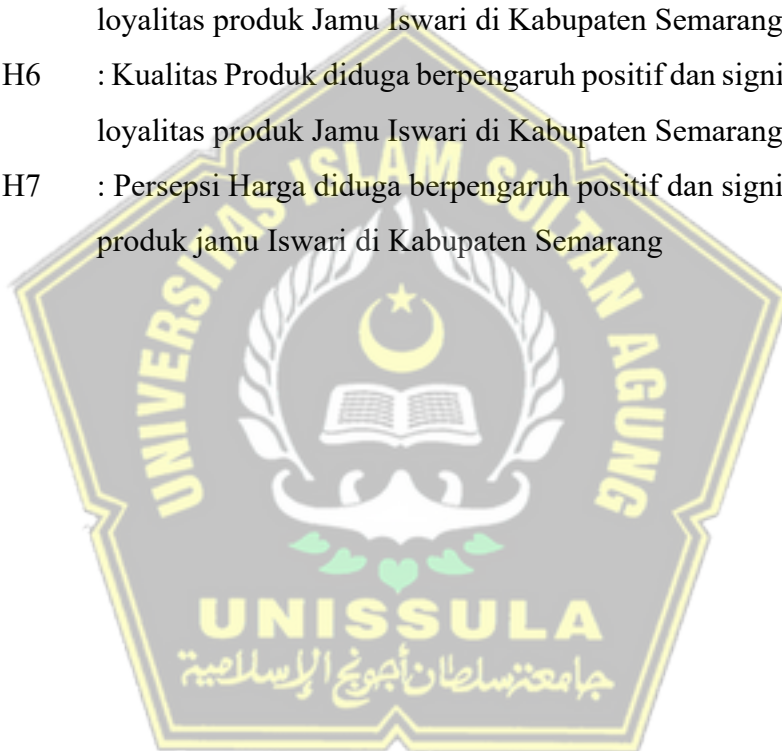 loyalitas produk Jamu Iswari di Kabupaten Semarang
H6 : Kualitas Produk diduga berpengaruh positif dan signi
loyalitas produk Jamu Iswari di Kabupaten Semarang
H7 : Persepsi Harga diduga berpengaruh positif dan signi
produk jamu Iswari di Kabupaten Semarang
UNIVERSITAS ISLAM SULTAN AGUNG
UNISSULA
جامعة سلطان أجونج الإسلامية